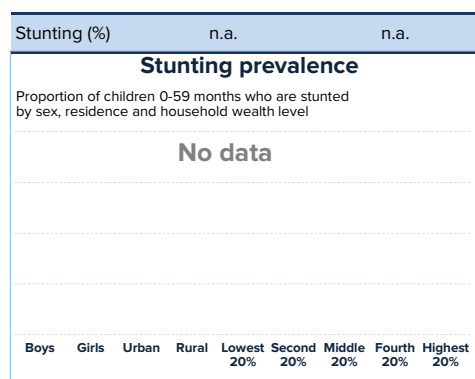 Stunting (%) n.a. n.a.
Stunting prevalence
Proportion of children 0-59 months who are stunted
by sex, residence and household wealth level
No data
Boys Girls Urban Rural Lowest Second Middle Fourth Highest
20% 20% 20% 20% 20%